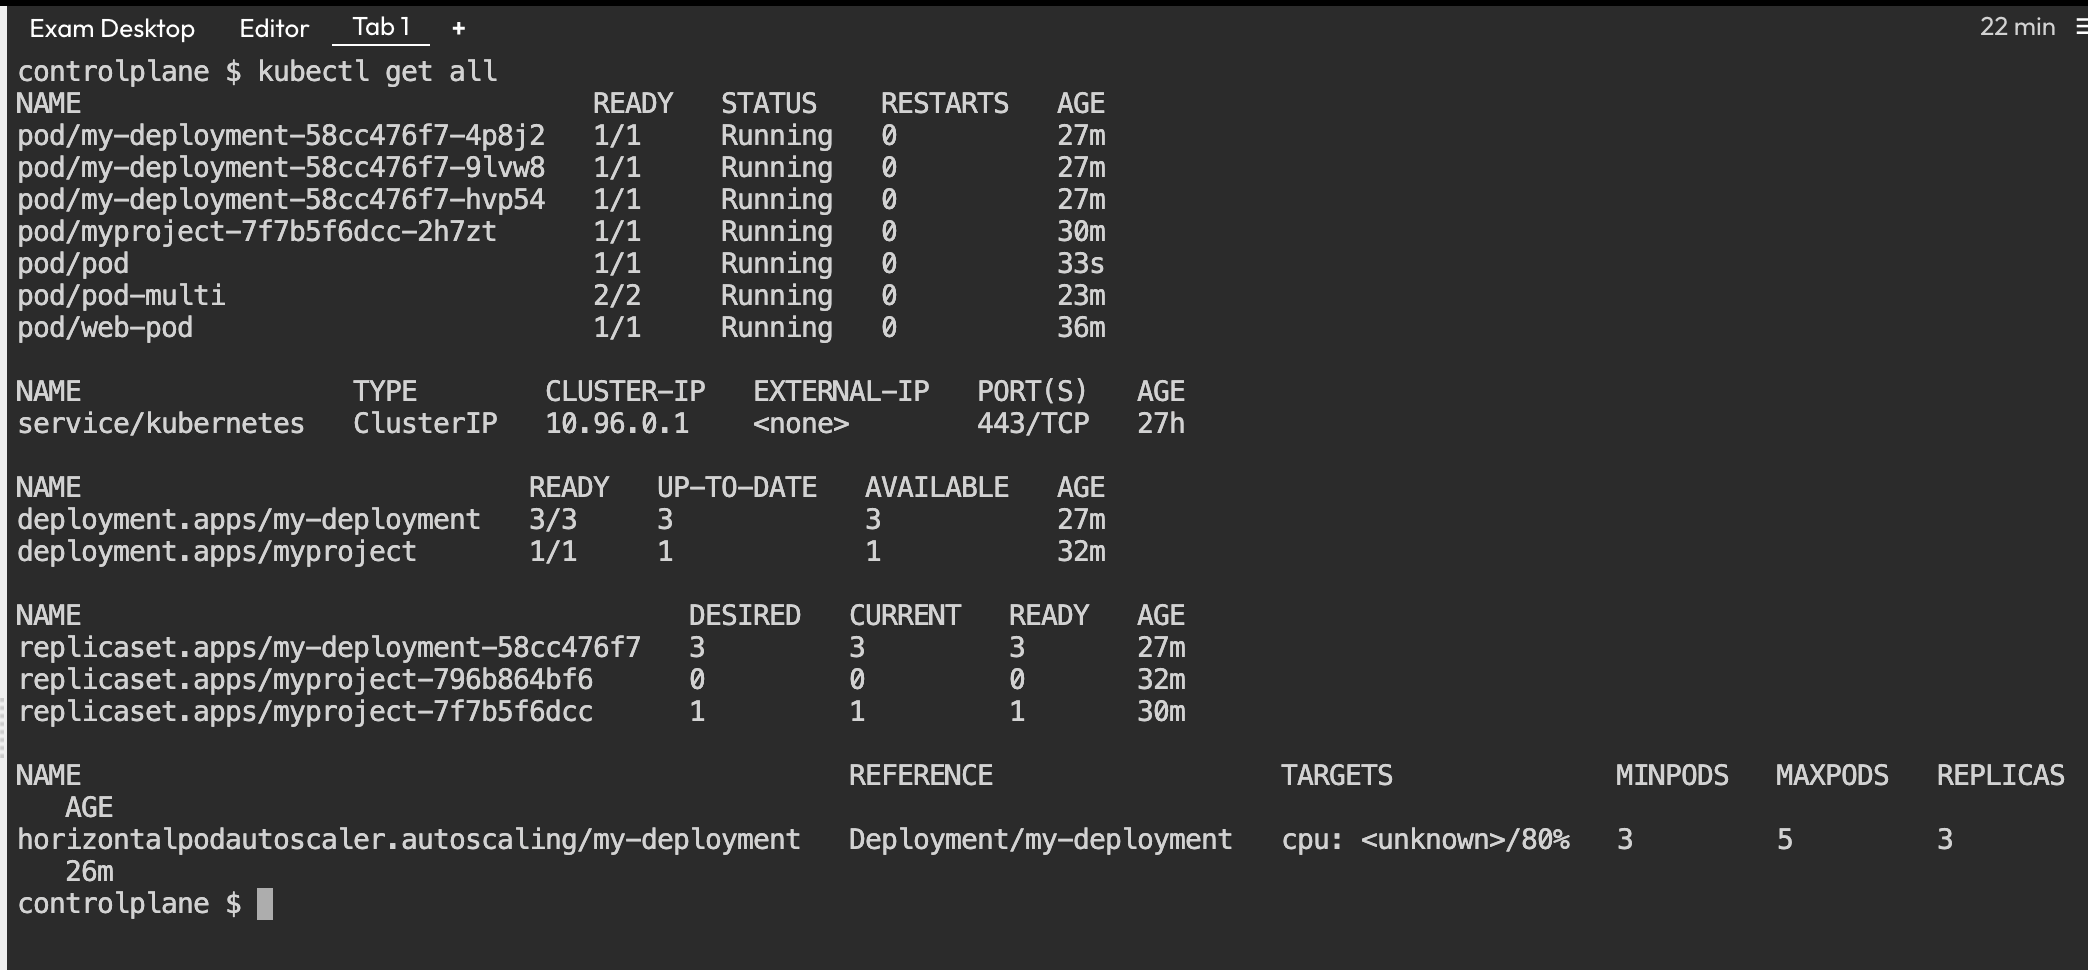 Exam Desktop Editor Tab 1 + 22 min
controlplane $ kubectl get all
NAME READY STATUS RESTARTS AGE
pod/my-deployment-58cc476f7-4p8j2 1/1 Running 0 27m
pod/my-deployment-58cc476f7-9lvw8 1/1 Running 0 27m
pod/my-deployment-58cc476f7-hvp54 1/1 Running 0 27m
pod/myproject-7f7b5f6dcc-2h7zt 1/1 Running 0 30m
pod/pod 1/1 Running 0 33s
pod/pod-multi 2/2 Running 0 23m
pod/web-pod 1/1 Running 0 36m
NAME TYPE CLUSTER-IP EXTERNAL-IP PORT(S) AGE
service/kubernetes ClusterIP 10.96.0.1 <none> 443/TCP 27h
NAME READY UP-TO-DATE AVAILABLE AGE
deployment.apps/my-deployment 3/3 3 3 27m
deployment.apps/myproject 1/1 1 1 32m
NAME DESIRED CURRENT READY AGE
replicaset.apps/my-deployment-58cc476f7 3 3 3 27m
replicaset.apps/myproject-796b864bf6 0 0 0 32m
replicaset.apps/myproject-7f7b5f6dcc 1 1 1 30m
NAME REFERENCE TARGETS MINPODS MAXPODS REPLICAS
AGE
horizontalpodautoscaler.autoscaling/my-deployment Deployment/my-deployment cpu: <unknown>/80% 3 5 3
26m
controlplane $